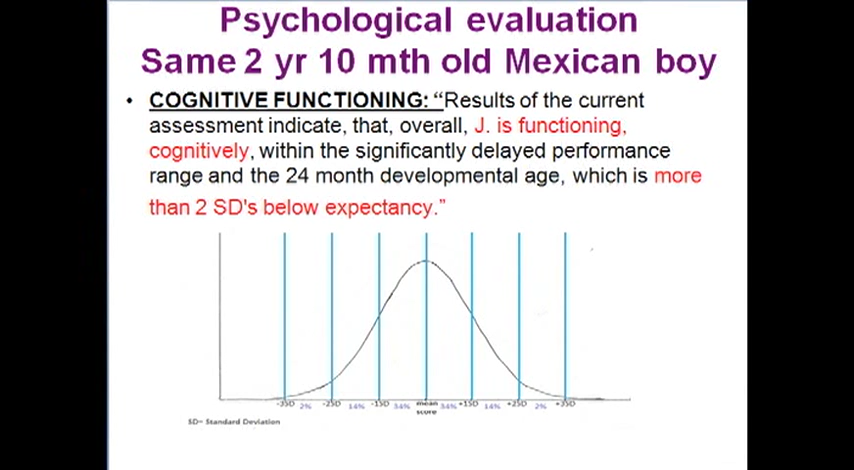 Psychological evaluation
Same 2 yr 10 mth old Mexican boy
• COGNITIVE FUNCTIONING: “Results of the current
assessment indicate, that, overall, J. is functioning,
cognitively, within the significantly delayed performance
range and the 24 month developmental age, which is more
than 2 SD's below expectancy.”
-3SD 2% -2SD 14% -1SD 34% mean 34% +1SD 14% +2SD 2% +3SD
score
SD= Standard Deviation